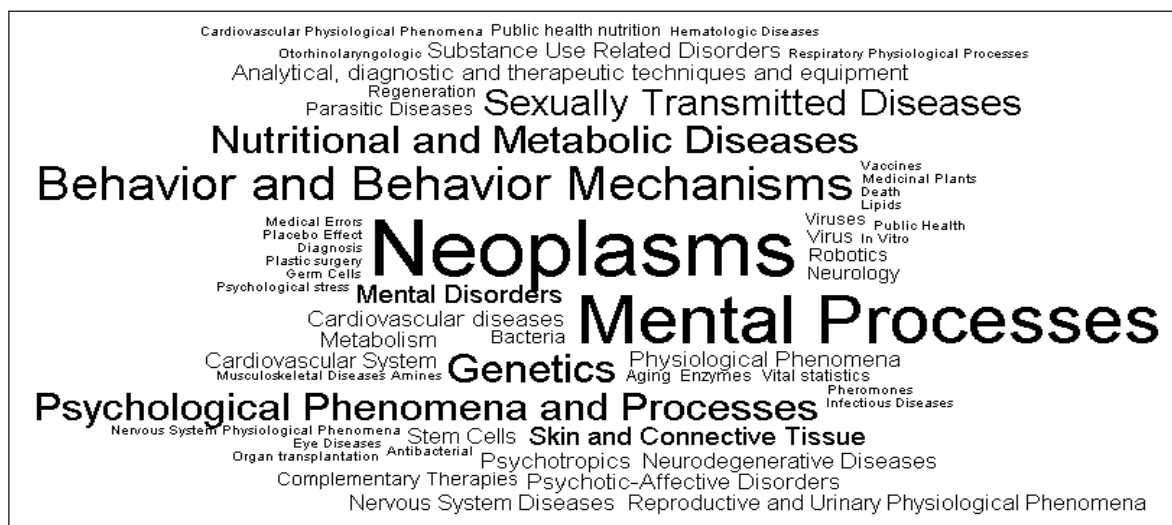 Cardiovascular Physiological Phenomena Public health nutrition Hematologic Diseases
Otorhinolaryngologic Substance Use Related Disorders Respiratory Physiological Processes
Analytical, diagnostic and therapeutic techniques and equipment
Regeneration
Parasitic Diseases Sexually Transmitted Diseases
Nutritional and Metabolic Diseases
Behavior and Behavior Mechanisms
Vaccines
Medicinal Plants
Death
Lipids
Medical Errors
Placebo Effect
Diagnosis
Plastic surgery
Germ Cells
Psychological stress
Neoplasms
Viruses Public Health
Virus In Vitro
Robotics
Neurology
Mental Disorders
Cardiovascular diseases
Metabolism Bacteria
Mental Processes
Cardiovascular System
Musculoskeletal Diseases Amines
Genetics
Physiological Phenomena
Aging Enzymes Vital statistics
Psychological Phenomena and Processes
Pheromones
Infectious Diseases
Nervous System Physiological Phenomena
Eye Diseases
Stem Cells Skin and Connective Tissue
Organ transplantation Antibacterial
Psychotropics Neurodegenerative Diseases
Complementary Therapies Psychotic-Affective Disorders
Nervous System Diseases Reproductive and Urinary Physiological Phenomena